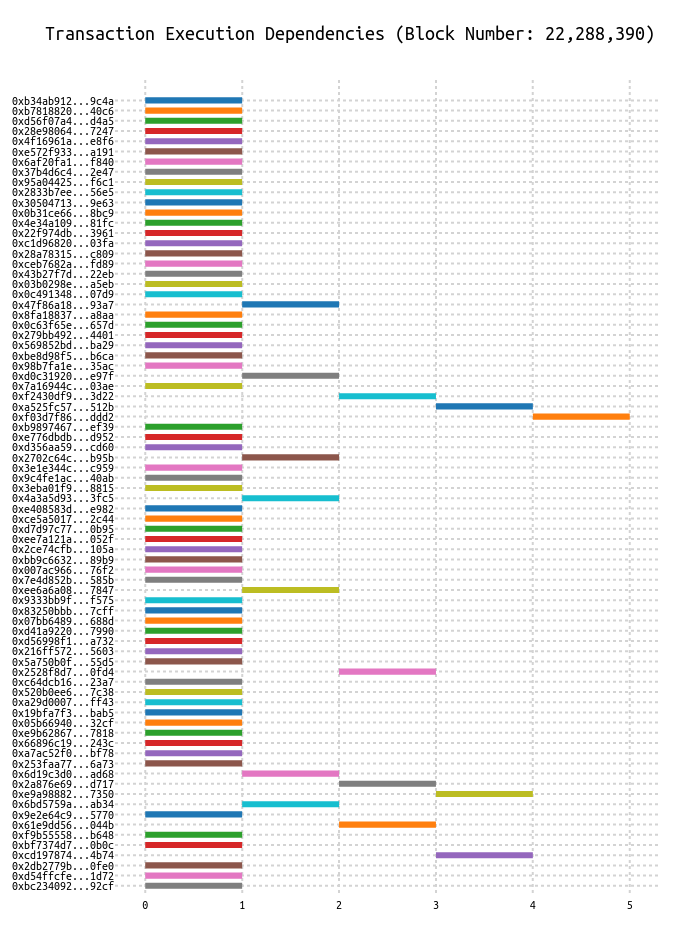 Transaction Execution Dependencies (Block Number: 22,288,390)
0xb34ab912...9c4a
0xb7818820...40c6
0xd56f07a4...d4a5
0x28e98064...7247
0x4f16961a...e8f6
0xe572f933...a191
0x6af20fa1...f840
0x37b4d6c4...2e47
0x95a04425...f6c1
0x2833b7ee...56e5
0x30504713...9e63
0x0b31ce66...8bc9
0x4e34a109...81fc
0x22f974db...3961
0xc1d96820...03fa
0x28a78315...c809
0xceb7682a...fd89
0x43b27f7d...22eb
0x03b0298e...a5eb
0x0c491348...07d9
0x47f86a18...93a7
0x8fa18837...a8aa
0x0c63f65e...657d
0x279bb492...4401
0x569852bd...ba29
0xbe8d98f5...b6ca
0x98b7fa1e...35ac
0xd0c31920...e97f
0x7a16944c...03ae
0xf2430df9...3d22
0xa525fc57...512b
0xf03d7f86...ddd2
0xb9897467...ef39
0xe776dbdb...d952
0xd356aa59...cd60
0x2702c64c...b95b
0x3e1e344c...c959
0x9c4fe1ac...40ab
0x3eba01f9...8815
0x4a3a5d93...3fc5
0xe408583d...e982
0xce5a5017...2c44
0xd7d97c77...0b95
0xee7a121a...052f
0x2ce74cfb...105a
0xbb9c6632...89b9
0x007ac966...76f2
0x7e4d852b...585b
0xee6a6a08...7847
0x9333bb9f...f575
0x83250bbb...7cff
0x07bb6489...688d
0xd41a9220...7990
0xd56998f1...a732
0x216ff572...5603
0x5a750b0f...55d5
0x2528f8d7...0fd4
0xc64dcb16...23a7
0x520b0ee6...7c38
0xa29d0007...ff43
0x19bfa7f3...bab5
0x05b66940...32cf
0xe9b62867...7818
0x66896c19...243c
0xa7ac52f0...bf78
0x253faa77...6a73
0x6d19c3d0...ad68
0x2a876e69...d717
0xe9a98882...7350
0x6bd5759a...ab34
0x9e2e64c9...5770
0x61e9dd56...044b
0xf9b55558...b648
0xbf7374d7...0b0c
0xcd197874...4b74
0x2db2779b...0fe0
0xd54ffcfe...1d72
0xbc234092...92cf
0 1 2 3 4 5